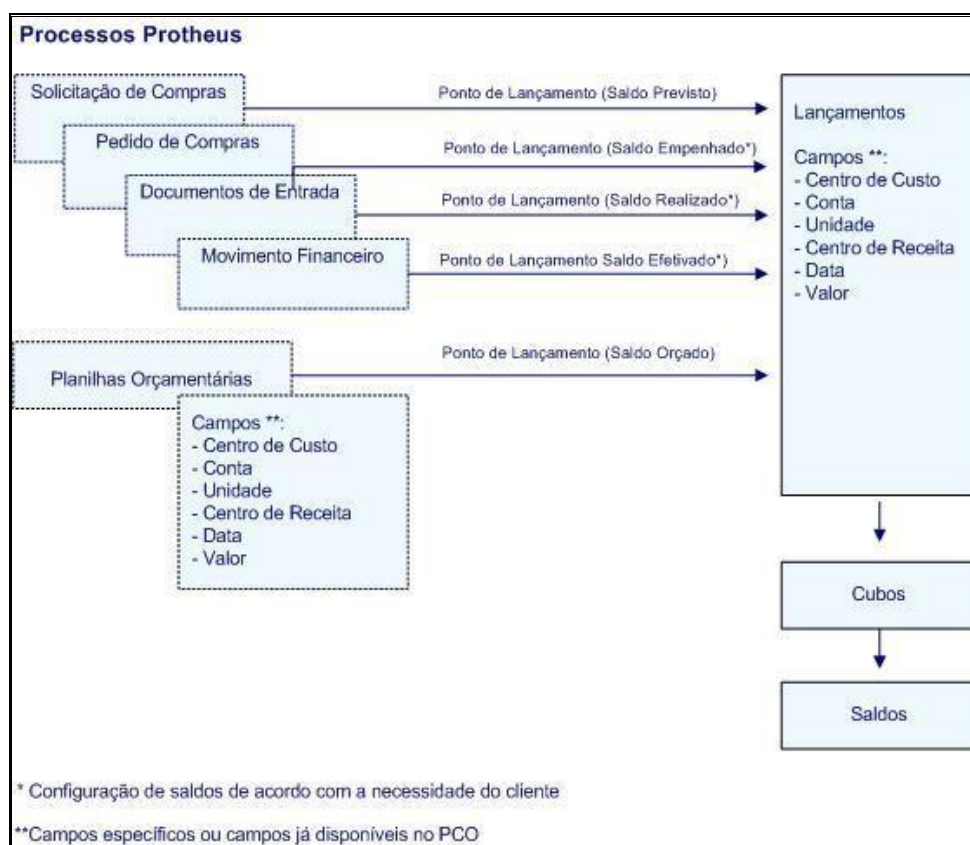 Processos Protheus
Solicitação de Compras
Ponto de Lançamento (Saldo Previsto)
Pedido de Compras
Ponto de Lançamento (Saldo Empenhado*)
Documentos de Entrada
Ponto de Lançamento (Saldo Realizado*)
Movimento Financeiro
Ponto de Lançamento Saldo Efetivado*)
Lançamentos
Campos **:
- Centro de Custo
- Conta
- Unidade
- Centro de Receita
- Data
- Valor
Planilhas Orçamentárias
Ponto de Lançamento (Saldo Orçado)
Campos **:
- Centro de Custo
- Conta
- Unidade
- Centro de Receita
- Data
- Valor
Cubos
Saldos
* Configuração de saldos de acordo com a necessidade do cliente
**Campos específicos ou campos já disponíveis no PCO